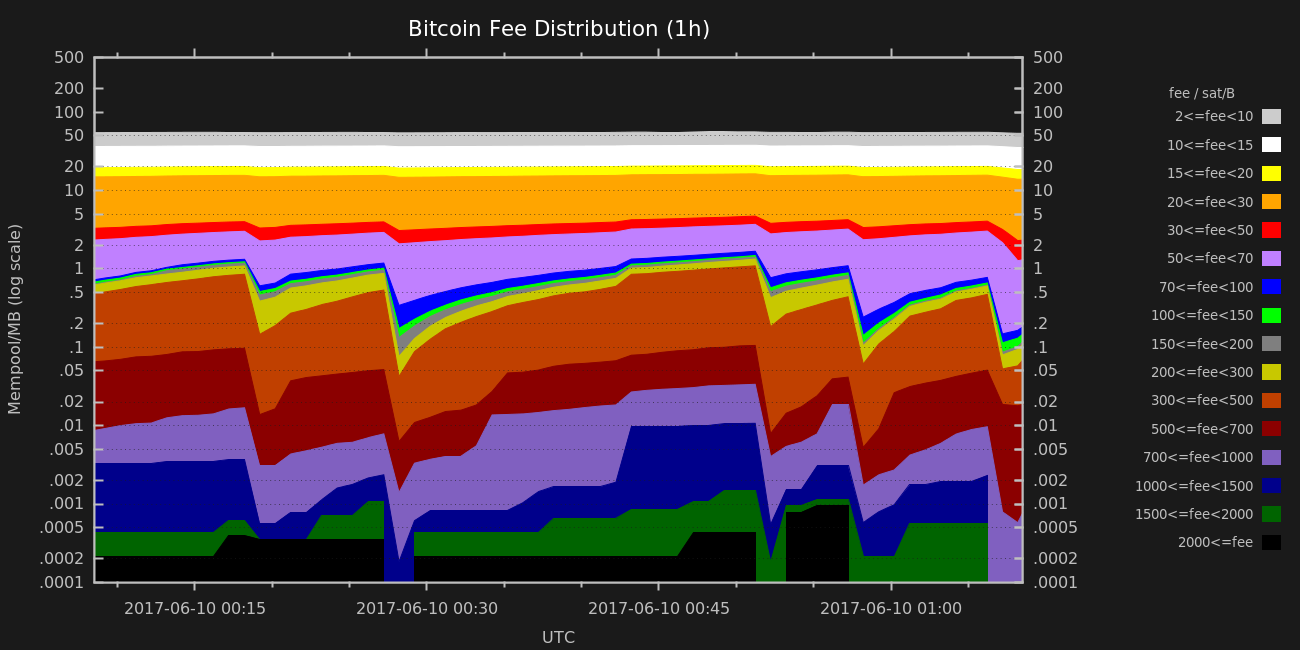 Bitcoin Fee Distribution (1h)
500
200
100
50
20
10
5
2
1
.5
.2
.1
.05
.02
.01
.005
.002
.001
.0005
.0002
.0001
Mempool/MB (log scale)
500
200
100
50
20
10
5
2
1
.5
.2
.1
.05
.02
.01
.005
.002
.001
.0005
.0002
.0001
2017-06-10 00:15 2017-06-10 00:30 2017-06-10 00:45 2017-06-10 01:00
UTC
fee / sat/B
2<=fee<10
10<=fee<15
15<=fee<20
20<=fee<30
30<=fee<50
50<=fee<70
70<=fee<100
100<=fee<150
150<=fee<200
200<=fee<300
300<=fee<500
500<=fee<700
700<=fee<1000
1000<=fee<1500
1500<=fee<2000
2000<=fee